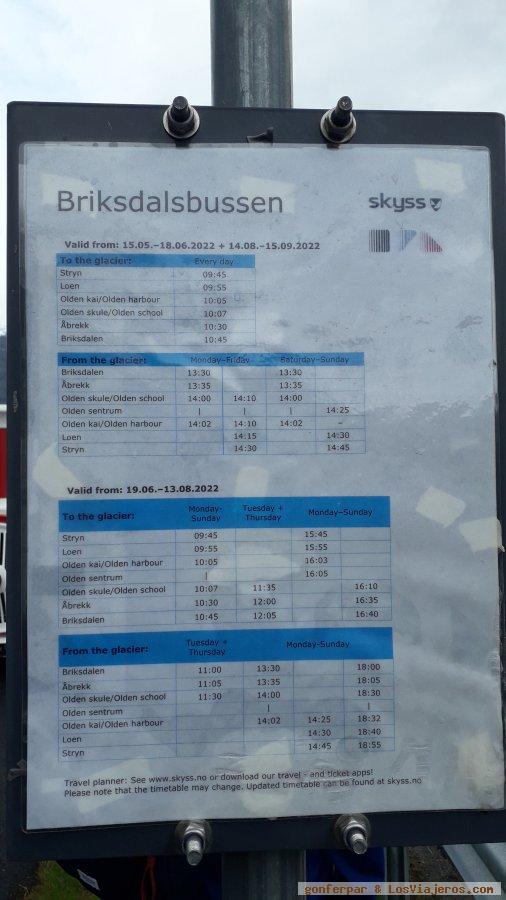 Briksdalsbussen
skyss
Valid from: 15.05.–18.06.2022 + 14.08.–15.09.2022
To the glacier: Every day
Stryn 09:45
Loen 09:55
Olden kai/Olden harbour 10:05
Olden skule/Olden school 10:07
Åbrekk 10:30
Briksdalen 10:45
From the glacier: Monday–Friday Saturday–Sunday
Briksdalen 13:30 13:30
Åbrekk 13:35 13:35
Olden skule/Olden school 14:00 14:10 14:00
Olden sentrum | | | 14:25
Olden kai/Olden harbour 14:02 14:10 14:02 –
Loen 14:15 14:30
Stryn 14:30 14:45
Valid from: 19.06.–13.08.2022
To the glacier: Monday-Sunday Tuesday + Thursday Monday–Sunday
Stryn 09:45 15:45
Loen 09:55 15:55
Olden kai/Olden harbour 10:05 16:03
Olden sentrum | 16:05
Olden skule/Olden school 10:07 11:35 16:10
Åbrekk 10:30 12:00 16:35
Briksdalen 10:45 12:05 16:40
From the glacier: Tuesday + Thursday Monday-Sunday
Briksdalen 11:00 13:30 18:00
Åbrekk 11:05 13:35 18:05
Olden skule/Olden school 11:30 14:00 18:30
Olden sentrum | |
Olden kai/Olden harbour 14:02 14:25 18:32
Loen 14:30 18:40
Stryn 14:45 18:55
Travel planner: See www.skyss.no or download our travel - and ticket apps!
Please note that the timetable may change. Updated timetable can be found at skyss.no
gonferpar & LosViajeros.com